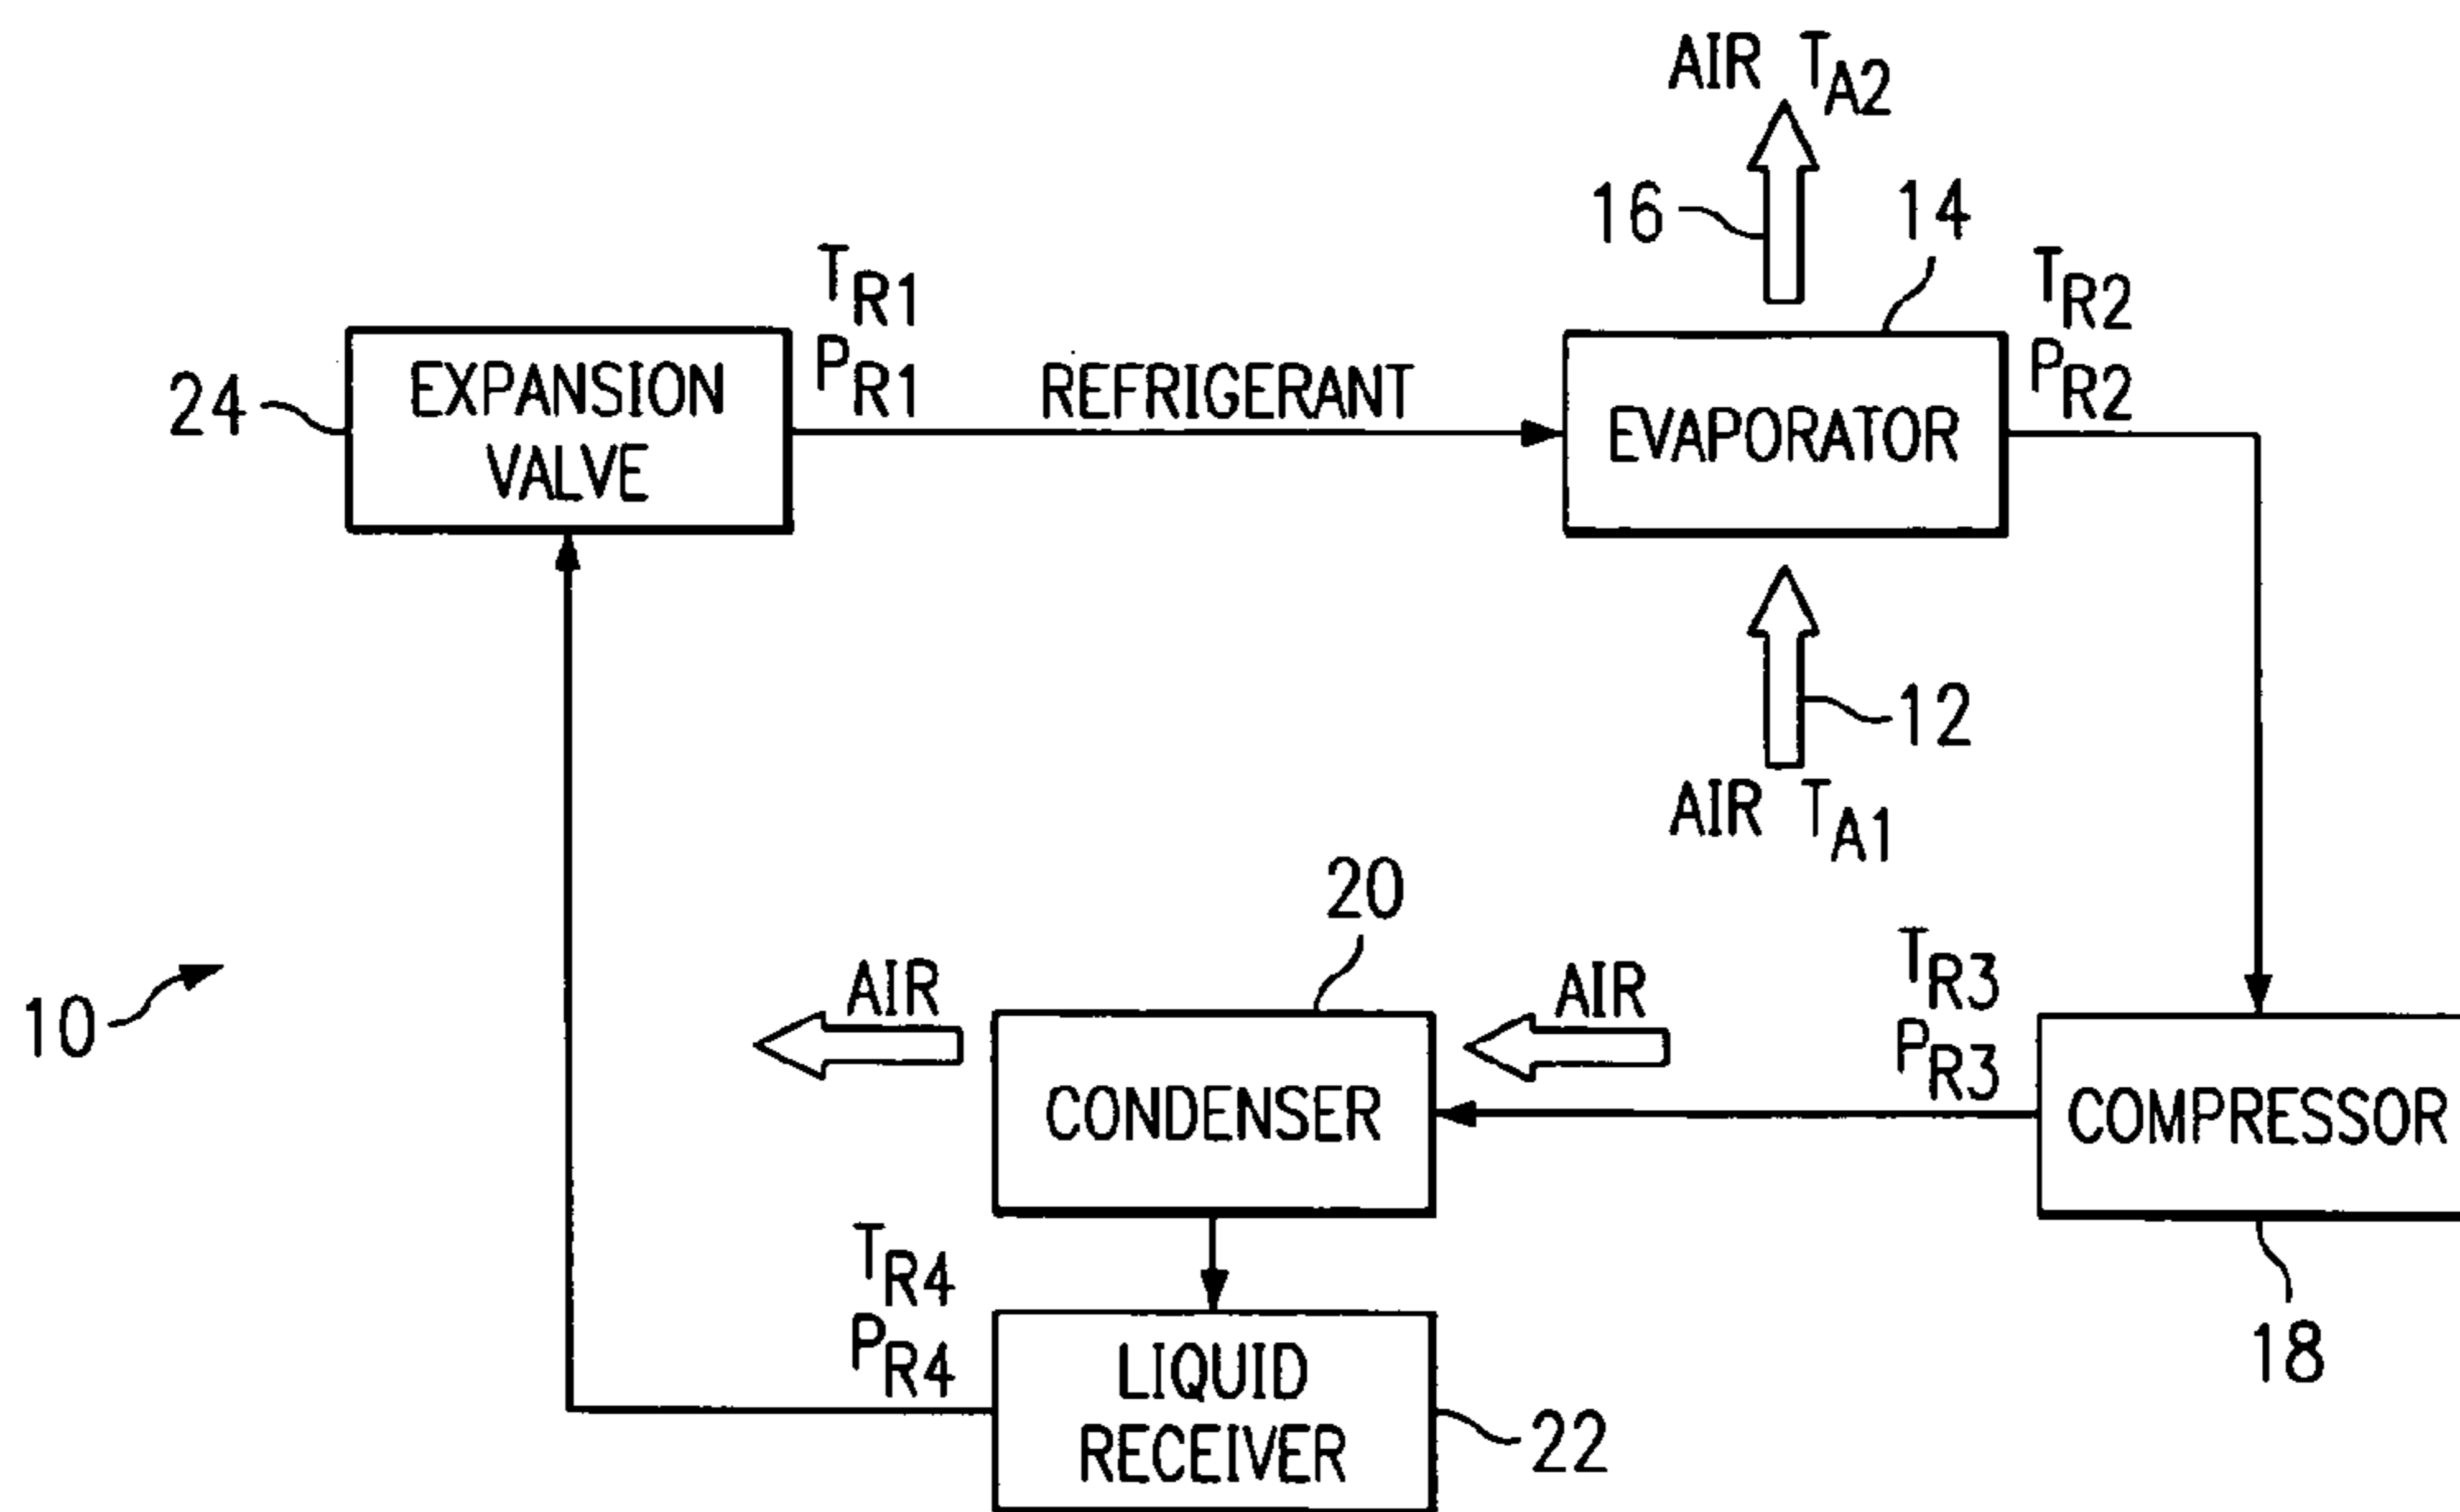 AIR T_A2
16
14
T_R1
P_R1
T_R2
P_R2
24
EXPANSION
VALVE
REFRIGERANT
EVAPORATOR
12
AIR T_A1
20
10
AIR
AIR
T_R3
P_R3
CONDENSER
COMPRESSOR
T_R4
P_R4
LIQUID
RECEIVER
22
18